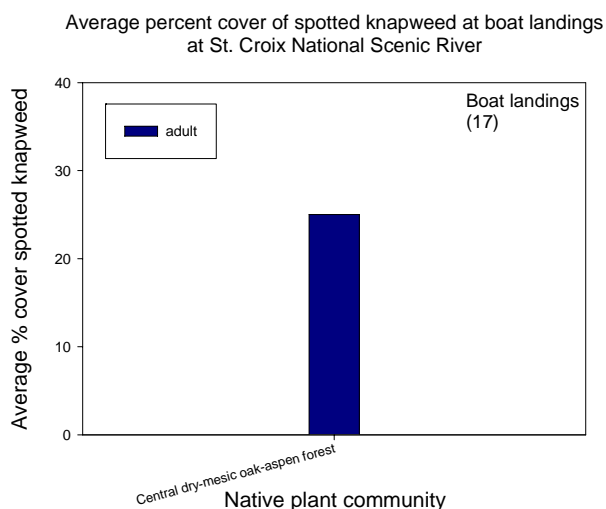 Average percent cover of spotted knapweed at boat landings
at St. Croix National Scenic River
Average % cover spotted knapweed
40
30
20
10
0
adult
Boat landings
(17)
Central dry-mesic oak-aspen forest
Native plant community